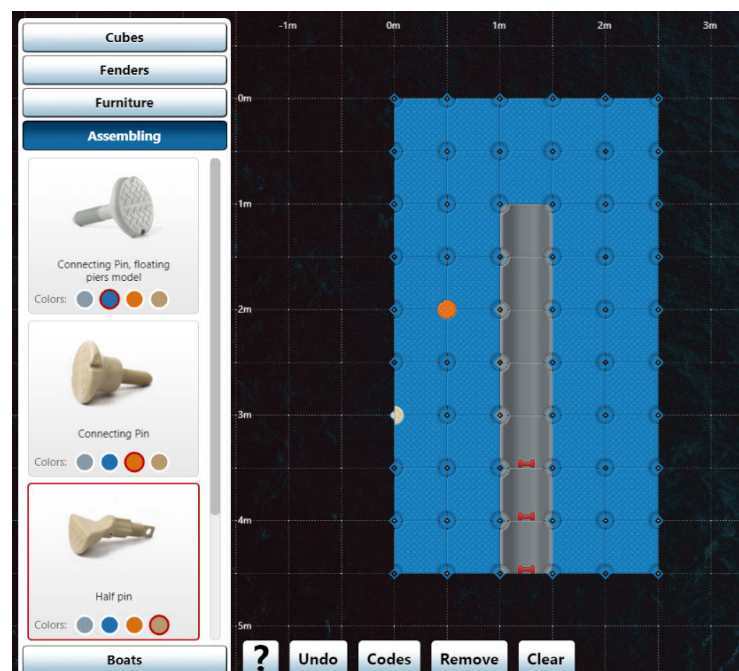 Cubes
Fenders
Furniture
Assembling
Connecting Pin, floating
piers model
Colors:
Connecting Pin
Colors:
Half pin
Colors:
Boats
-1m
0m
1m
2m
3m
0m
1m
2m
3m
4m
5m
?
Undo
Codes
Remove
Clear